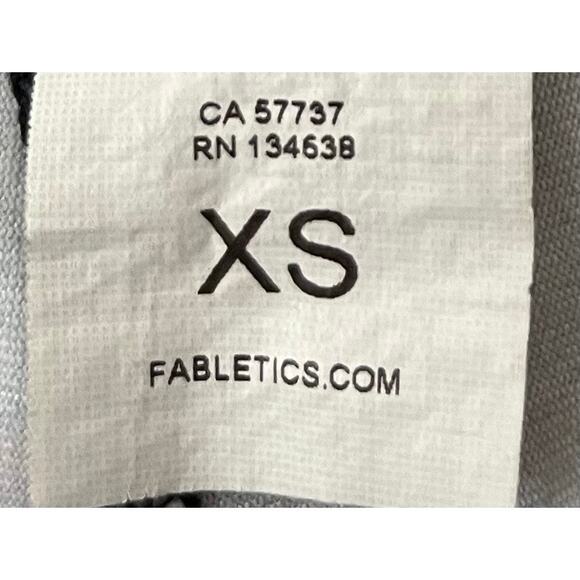 CA 57737
RN 134638
XS
FABLETICS.COM